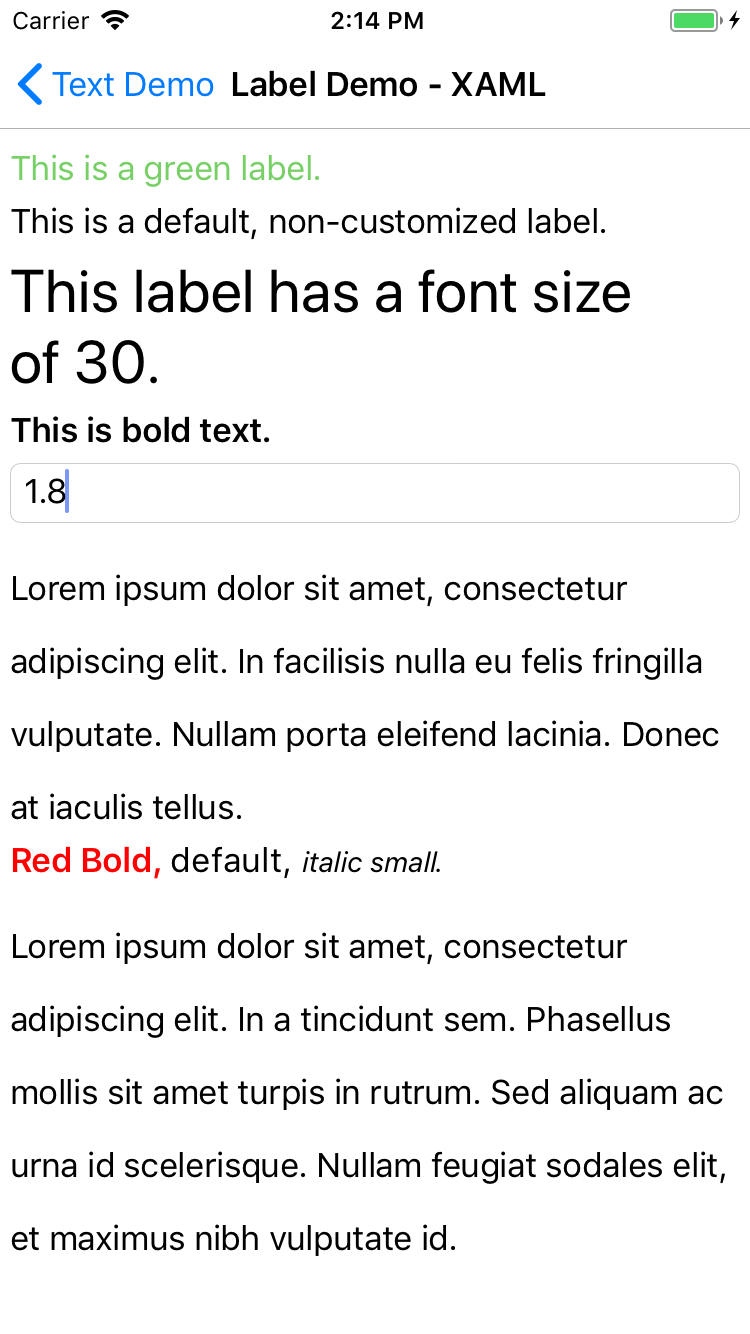 Carrier 2:14 PM
Text Demo Label Demo - XAML
This is a green label.
This is a default, non-customized label.
This label has a font size
of 30.
This is bold text.
1.8
Lorem ipsum dolor sit amet, consectetur
adipiscing elit. In facilisis nulla eu felis fringilla
vulputate. Nullam porta eleifend lacinia. Donec
at iaculis tellus.
Red Bold, default, italic small.
Lorem ipsum dolor sit amet, consectetur
adipiscing elit. In a tincidunt sem. Phasellus
mollis sit amet turpis in rutrum. Sed aliquam ac
urna id scelerisque. Nullam feugiat sodales elit,
et maximus nibh vulputate id.